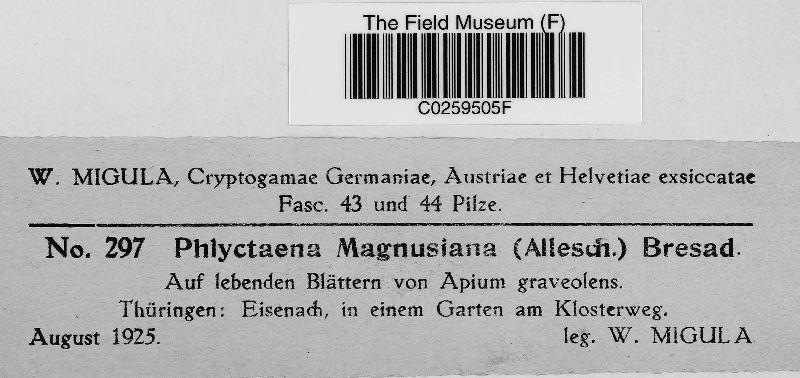 The Field Museum (F)
C0259505F
W. MIGULA, Cryptogamae Germaniae, Austriae et Helvetiae exsiccatae
Fasc. 43 und 44 Pilze.
No. 297 Phlyctaena Magnusiana (Allesch.) Bresad.
Auf lebenden Blättern von Apium graveolens.
Thüringen: Eisenach, in einem Garten am Klosterweg.
August 1925. leg. W. MIGULA